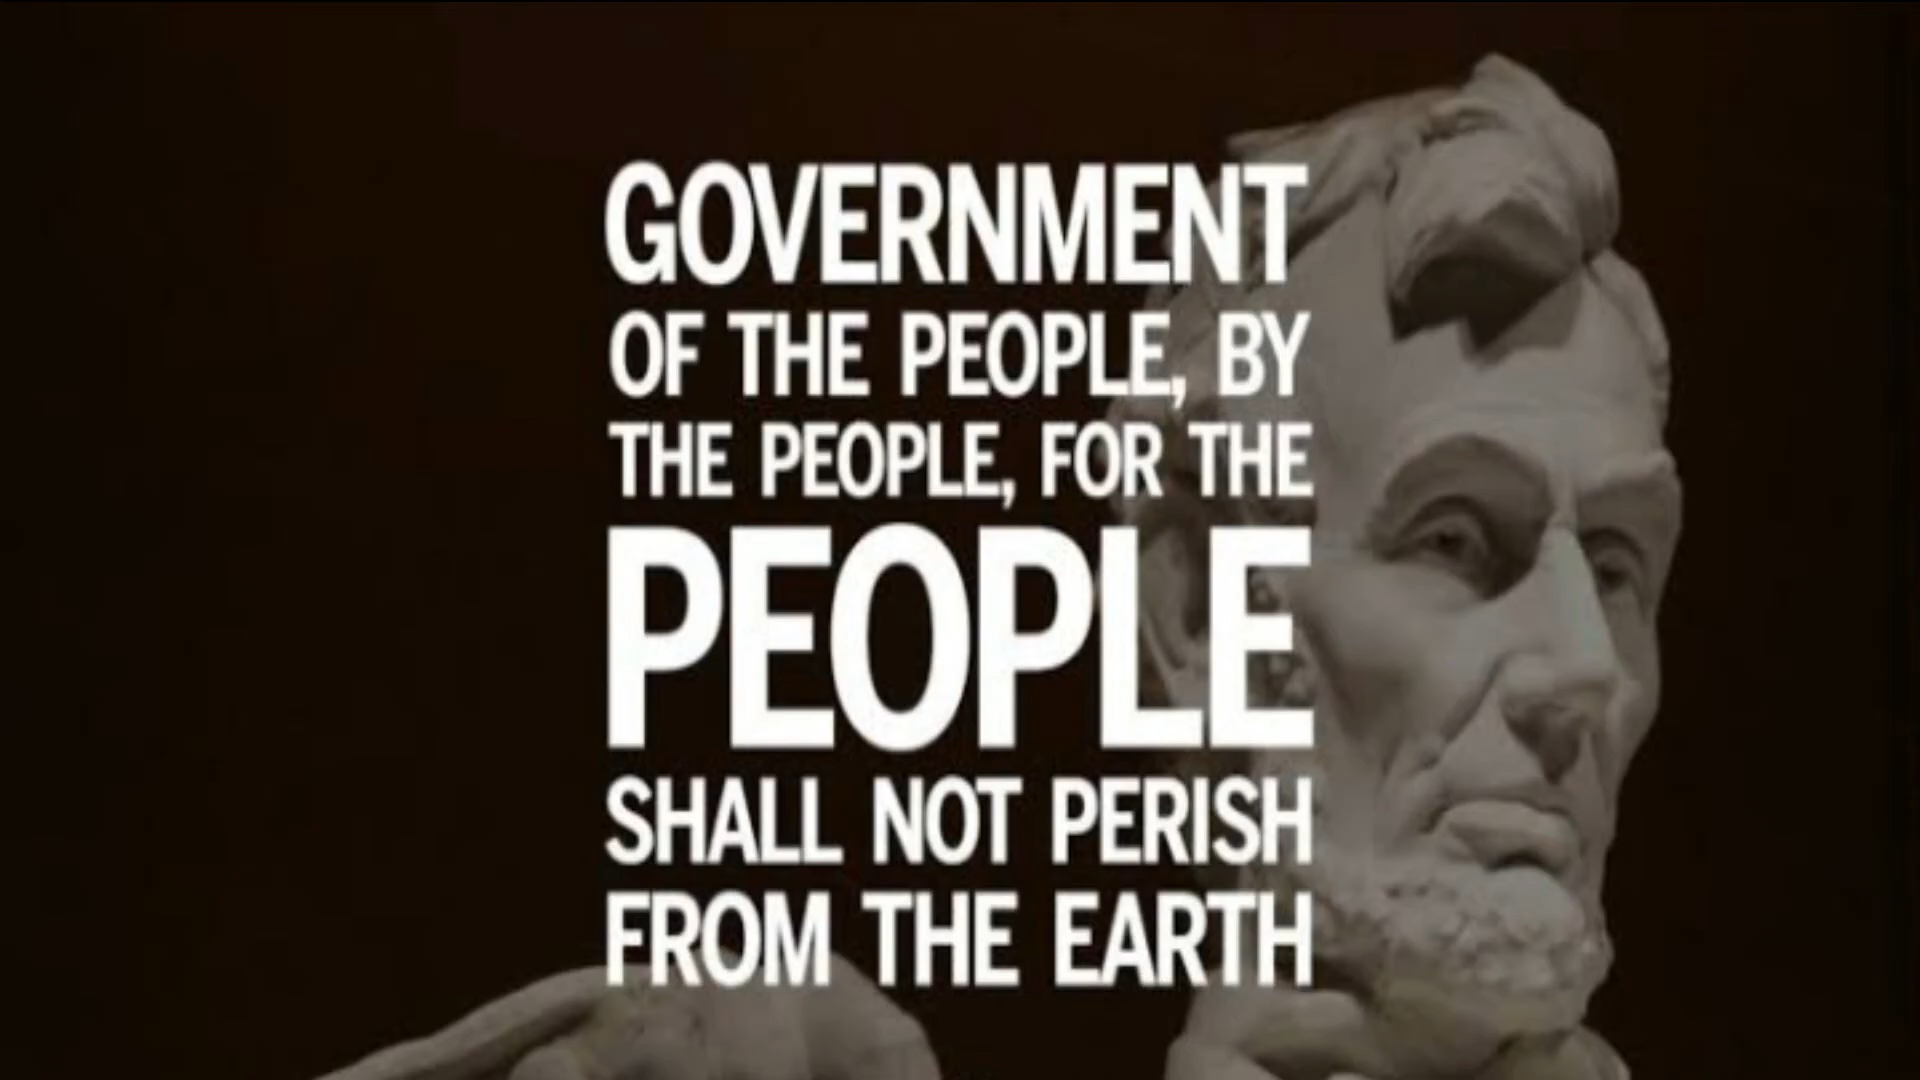 GOVERNMENT
OF THE PEOPLE, BY
THE PEOPLE, FOR THE
PEOPLE
SHALL NOT PERISH
FROM THE EARTH